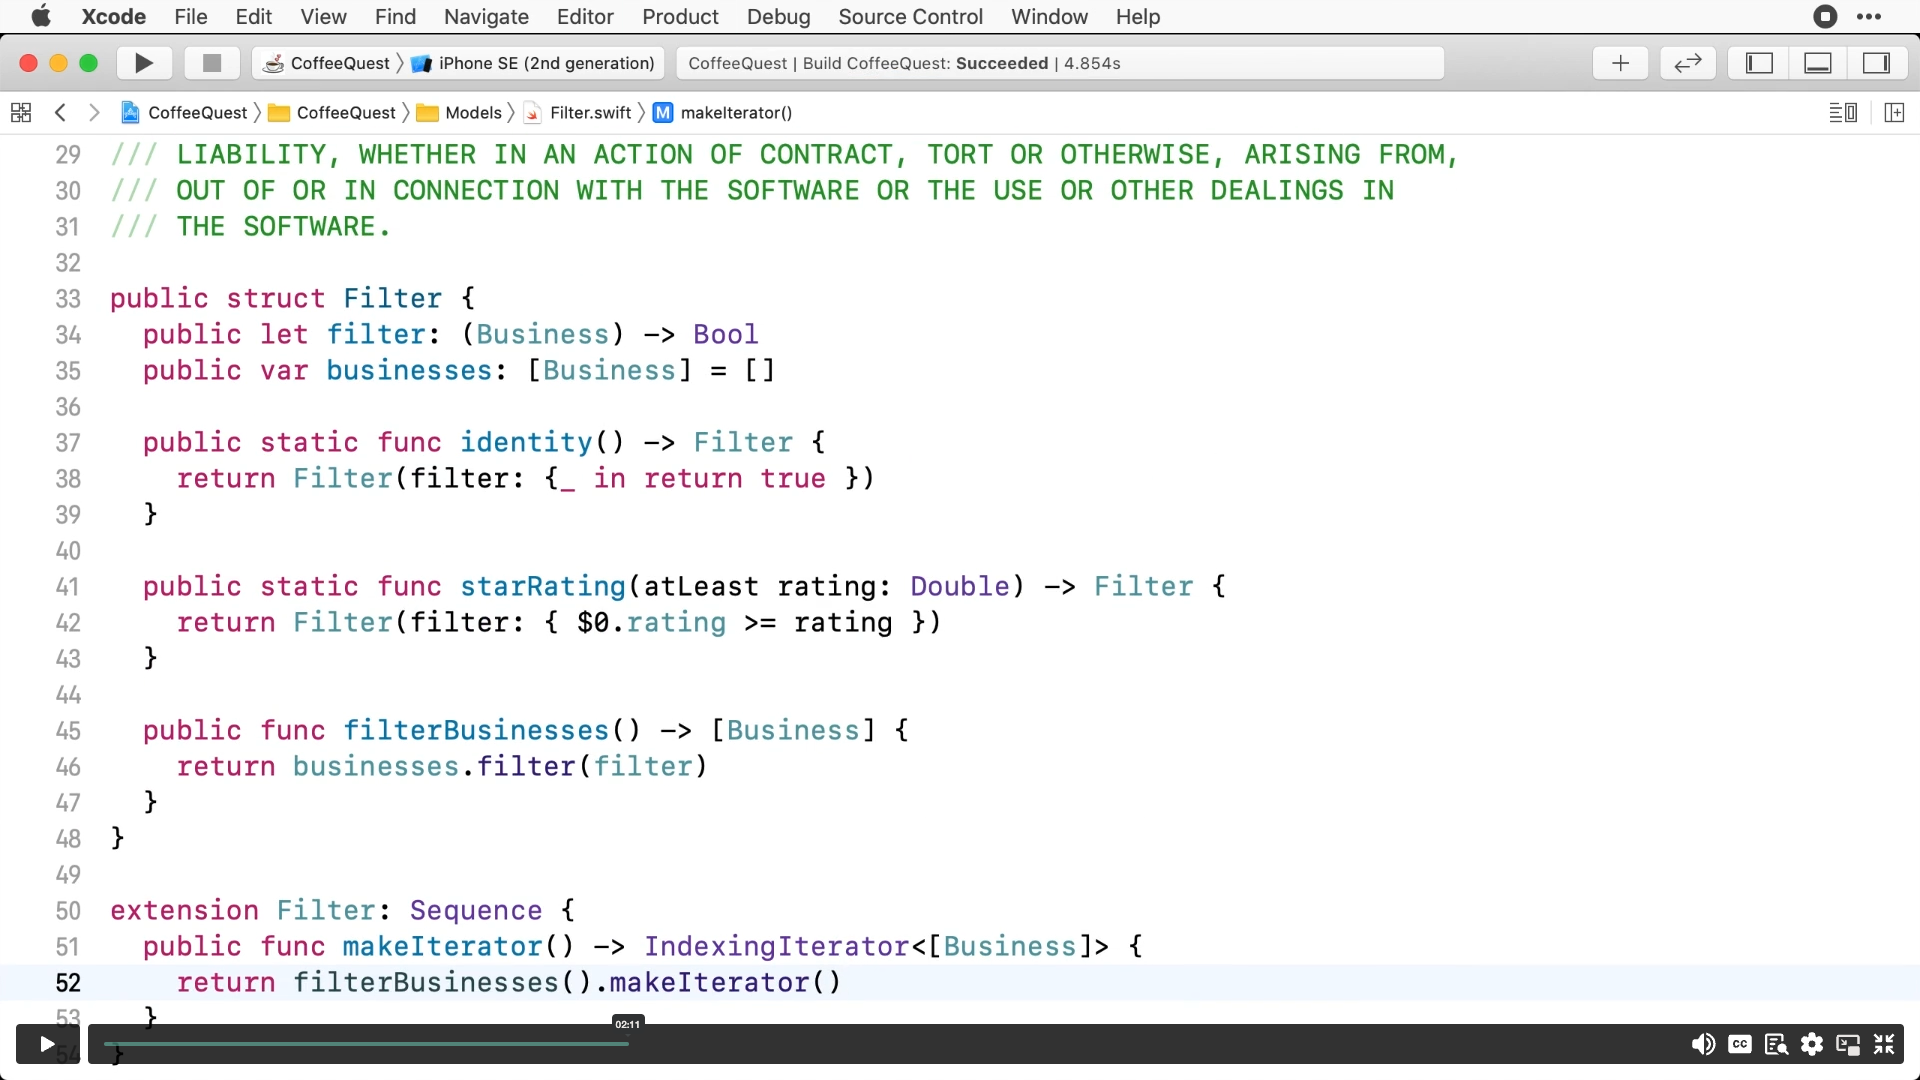 Xcode File Edit View Find Navigate Editor Product Debug Source Control Window Help
CoffeeQuest iPhone SE (2nd generation) CoffeeQuest | Build CoffeeQuest: Succeeded | 4.854s
CoffeeQuest CoffeeQuest Models Filter.swift M makeIterator()
29 /// LIABILITY, WHETHER IN AN ACTION OF CONTRACT, TORT OR OTHERWISE, ARISING FROM,
30 /// OUT OF OR IN CONNECTION WITH THE SOFTWARE OR THE USE OR OTHER DEALINGS IN
31 /// THE SOFTWARE.
32
33 public struct Filter {
34   public let filter: (Business) -> Bool
35   public var businesses: [Business] = []
36
37   public static func identity() -> Filter {
38     return Filter(filter: {_ in return true })
39   }
40
41   public static func starRating(atLeast rating: Double) -> Filter {
42     return Filter(filter: { $0.rating >= rating })
43   }
44
45   public func filterBusinesses() -> [Business] {
46     return businesses.filter(filter)
47   }
48 }
49
50 extension Filter: Sequence {
51   public func makeIterator() -> IndexingIterator<[Business]> {
52     return filterBusinesses().makeIterator()
53   }
54 }
02:11
CC